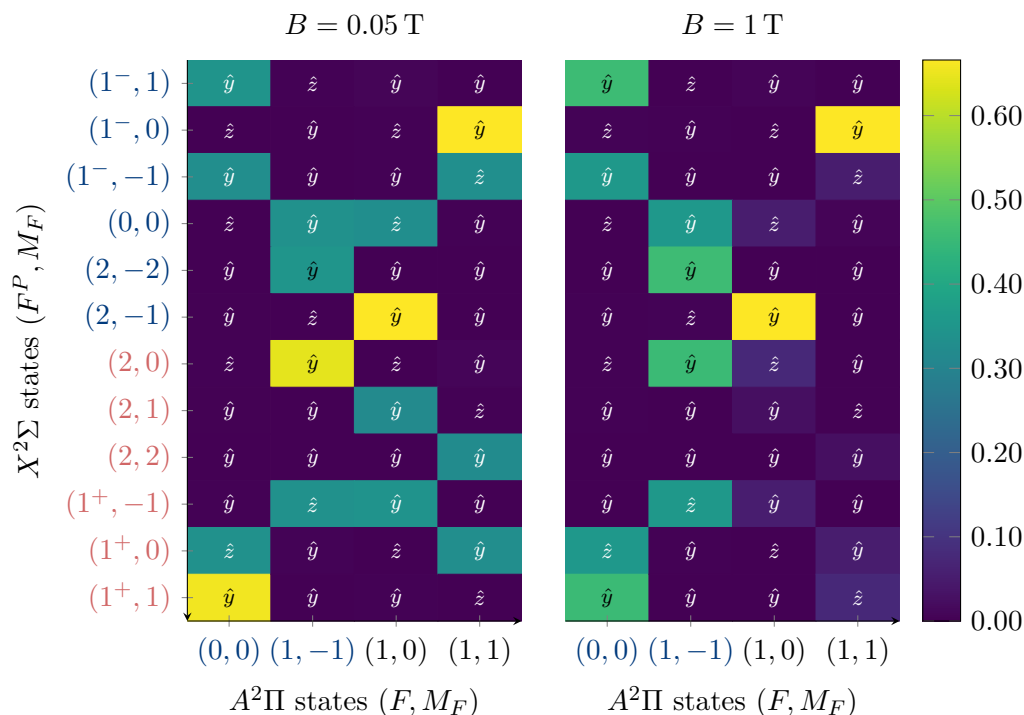 B = 0.05 T B = 1 T
(1⁻, 1) ŷ ẑ ŷ ŷ ŷ ẑ ŷ ŷ 0.60
(1⁻, 0) ẑ ŷ ẑ ŷ ẑ ŷ ẑ ŷ
(1⁻, −1) ŷ ŷ ŷ ẑ ŷ ŷ ŷ ẑ 0.50
(0, 0) ẑ ŷ ẑ ŷ ẑ ŷ ẑ ŷ
(2, −2) ŷ ŷ ŷ ŷ ŷ ŷ ŷ ŷ 0.40
(2, −1) ŷ ẑ ŷ ŷ ŷ ẑ ŷ ŷ
(2, 0) ẑ ŷ ẑ ŷ ẑ ŷ ẑ ŷ 0.30
(2, 1) ŷ ŷ ŷ ẑ ŷ ŷ ŷ ẑ
(2, 2) ŷ ŷ ŷ ŷ ŷ ŷ ŷ ŷ 0.20
(1⁺, −1) ŷ ẑ ŷ ŷ ŷ ẑ ŷ ŷ
(1⁺, 0) ẑ ŷ ẑ ŷ ẑ ŷ ẑ ŷ 0.10
(1⁺, 1) ŷ ŷ ŷ ẑ ŷ ŷ ŷ ẑ 0.00
X²Σ states (Fᴾ, M_F)
(0, 0) (1, −1) (1, 0) (1, 1) (0, 0) (1, −1) (1, 0) (1, 1)
A²Π states (F, M_F) A²Π states (F, M_F)